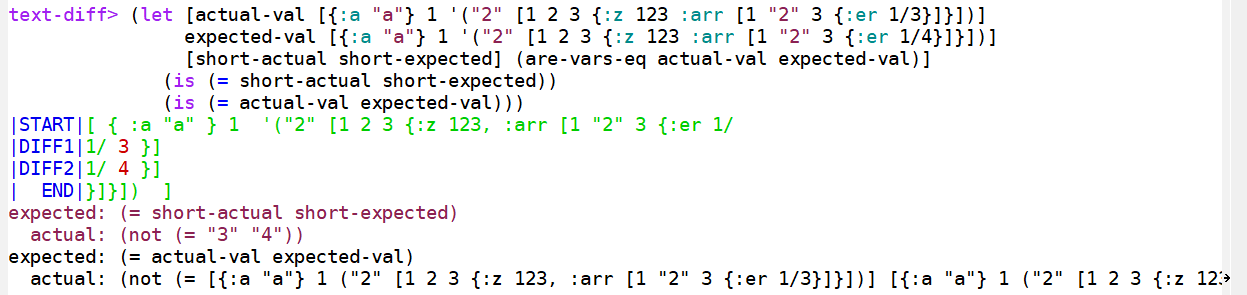 text-diff> (let [actual-val [{:a "a"} 1 '("2" [1 2 3 {:z 123 :arr [1 "2" 3 {:er 1/3}]}])]
expected-val [{:a "a"} 1 '("2" [1 2 3 {:z 123 :arr [1 "2" 3 {:er 1/4}]}])]
[short-actual short-expected] (are-vars-eq actual-val expected-val)]
(is (= short-actual short-expected))
(is (= actual-val expected-val)))
|START|[ { :a "a" } 1  '("2" [1 2 3 {:z 123, :arr [1 "2" 3 {:er 1/
|DIFF1|1/ 3 }]
|DIFF2|1/ 4 }]
|  END|}]}])  ]
expected: (= short-actual short-expected)
actual: (not (= "3" "4"))
expected: (= actual-val expected-val)
actual: (not (= [{:a "a"} 1 ("2" [1 2 3 {:z 123, :arr [1 "2" 3 {:er 1/3}]}])] [{:a "a"} 1 ("2" [1 2 3 {:z 123